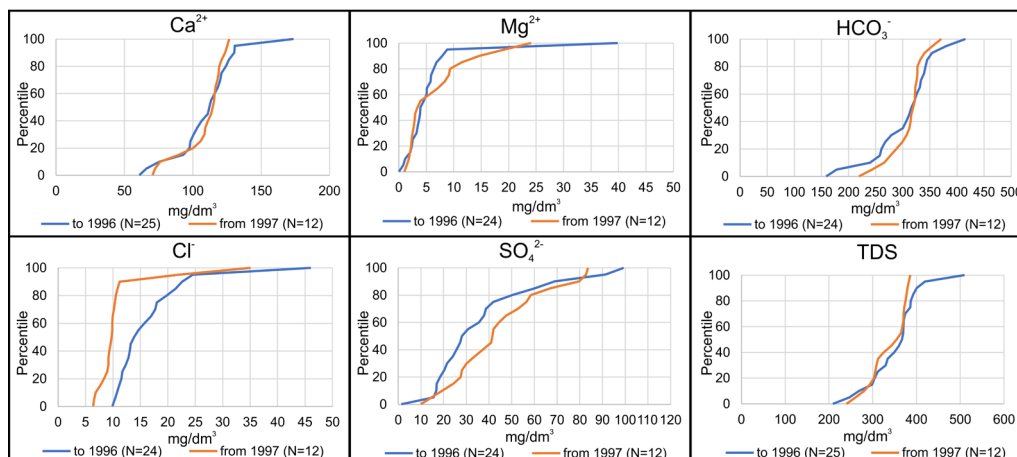 Ca²⁺
Percentile
100
80
60
40
20
0
0 50 100 150 200
mg/dm³
to 1996 (N=25) from 1997 (N=12)
Mg²⁺
Percentile
100
80
60
40
20
0
0 5 10 15 20 25 30 35 40 45 50
mg/dm³
to 1996 (N=24) from 1997 (N=12)
HCO₃⁻
Percentile
100
80
60
40
20
0
0 50 100 150 200 250 300 350 400 450 500
mg/dm³
to 1996 (N=24) from 1997 (N=12)
Cl⁻
Percentile
100
80
60
40
20
0
0 5 10 15 20 25 30 35 40 45 50
mg/dm³
to 1996 (N=24) from 1997 (N=12)
SO₄²⁻
Percentile
100
80
60
40
20
0
0 10 20 30 40 50 60 70 80 90 100 110 120
mg/dm³
to 1996 (N=24) from 1997 (N=12)
TDS
Percentile
100
80
60
40
20
0
0 100 200 300 400 500 600
mg/dm³
to 1996 (N=25) from 1997 (N=12)